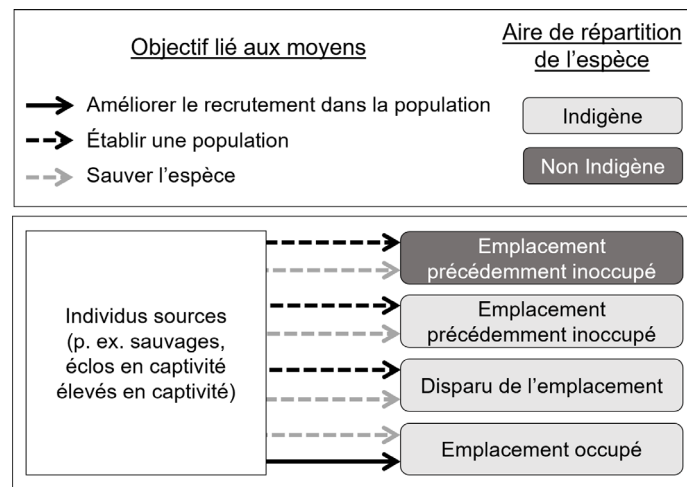 Objectif lié aux moyens
Améliorer le recrutement dans la population
Établir une population
Sauver l'espèce
Aire de répartition
de l'espèce
Indigène
Non Indigène
Individus sources
(p. ex. sauvages,
éclos en captivité
élevés en captivité)
Emplacement
précédemment inoccupé
Emplacement
précédemment inoccupé
Disparu de l'emplacement
Emplacement occupé